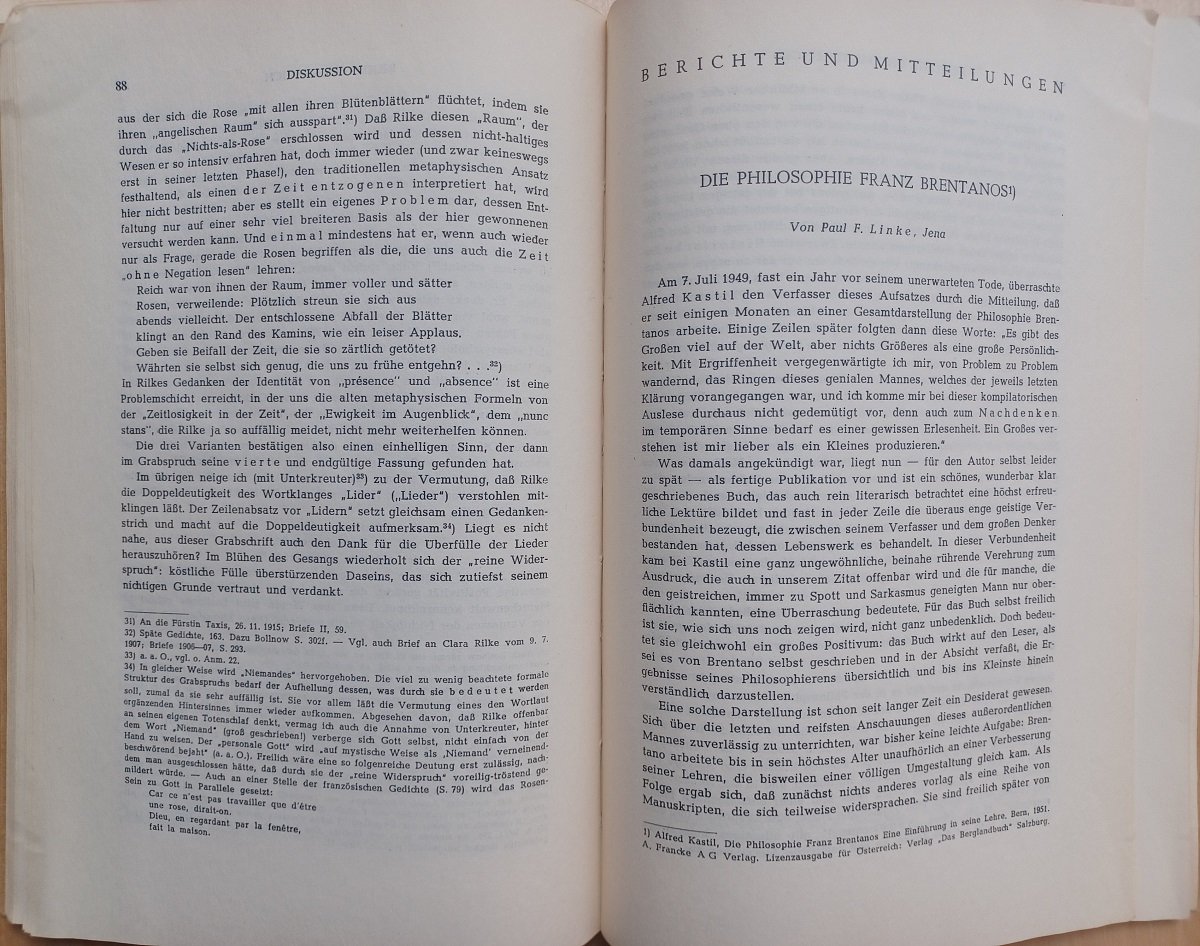 88
DISKUSSION
aus der sich die Rose „mit allen ihren Blütenblättern" flüchtet, indem sie
ihren „angelischen Raum" sich ausspart".³¹) Daß Rilke diesen „Raum", der
durch das „Nichts-als-Rose" erschlossen wird und dessen nicht-haltiges
Wesen er so intensiv erfahren hat, doch immer wieder (und zwar keineswegs
erst in seiner letzten Phase!), den traditionellen metaphysischen Ansatz
festhaltend, als einen der Zeit entzogenen interpretiert hat, wird
hier nicht bestritten; aber es stellt ein eigenes Problem dar, dessen Ent-
faltung nur auf einer sehr viel breiteren Basis als der hier gewonnenen
versucht werden kann. Und einmal mindestens hat er, wenn auch wieder
nur als Frage, gerade die Rosen begriffen als die, die uns auch die Zeit
„ohne Negation lesen" lehren:
Reich war von ihnen der Raum, immer voller und sätter
Rosen, verweilende: Plötzlich streun sie sich aus
abends vielleicht. Der entschlossene Abfall der Blätter
klingt an den Rand des Kamins, wie ein leiser Applaus.
Geben sie Beifall der Zeit, die sie so zärtlich getötet?
Währten sie selbst sich genug, die uns zu frühe entgehn? . . .³²)
In Rilkes Gedanken der Identität von „présence" und „absence" ist eine
Problemschicht erreicht, in der uns die alten metaphysischen Formeln von
der „Zeitlosigkeit in der Zeit", der „Ewigkeit im Augenblick", dem „nunc
stans", die Rilke ja so auffällig meidet, nicht mehr weiterhelfen können.
Die drei Varianten bestätigen also einen einhelligen Sinn, der dann
im Grabspruch seine vierte und endgültige Fassung gefunden hat.
Im übrigen neige ich (mit Unterkreuter)³³) zu der Vermutung, daß Rilke
die Doppeldeutigkeit des Wortklanges „Lider" („Lieder") verstohlen mit-
klingen läßt. Der Zeilenabsatz vor „Lidern" setzt gleichsam einen Gedanken-
strich und macht auf die Doppeldeutigkeit aufmerksam.³⁴) Liegt es nicht
nahe, aus dieser Grabschrift auch den Dank für die Überfülle der Lieder
herauszuhören? Im Blühen des Gesangs wiederholt sich der „reine Wider-
spruch": köstliche Fülle überstürzenden Daseins, das sich zutiefst seinem
nichtigen Grunde vertraut und verdankt.
31) An die Fürstin Taxis, 26. 11. 1915; Briefe II, 59.
32) Späte Gedichte, 163. Dazu Bollnow S. 302f. — Vgl. auch Brief an Clara Rilke vom 9. 7.
1907; Briefe 1906—07, S. 293.
33) a. a. O., vgl. o. Anm. 22.
34) In gleicher Weise wird „Niemandes" hervorgehoben. Die viel zu wenig beachtete formale
Struktur des Grabspruchs bedarf der Aufhellung dessen, was durch sie bedeutet werden
soll, zumal da sie sehr auffällig ist. Sie vor allem läßt die Vermutung eines den Wortlaut
ergänzenden Hintersinnes immer wieder aufkommen. Abgesehen davon, daß Rilke offenbar
an seinen eigenen Totenschlaf denkt, vermag ich auch die Annahme von Unterkreuter, hinter
dem Wort „Niemand" (groß geschrieben!) verberge sich Gott selbst, nicht einfach von der
Hand zu weisen. Der „personale Gott" wird „auf mystische Weise als ‚Niemand' verneinend-
beschwörend bejaht" (a. a. O.). Freilich wäre eine so folgenreiche Deutung erst zulässig, nach-
dem man ausgeschlossen hätte, daß durch sie der „reine Widerspruch" voreilig-tröstend ge-
mildert würde. — Auch an einer Stelle der französischen Gedichte (S. 79) wird das Rosen-
Sein zu Gott in Parallele gesetzt:
Car ce n'est pas travailler que d'être
une rose, dirait-on.
Dieu, en regardant par la fenêtre,
fait la maison.
BERICHTE UND MITTEILUNGEN
DIE PHILOSOPHIE FRANZ BRENTANOS¹)
Von Paul F. Linke, Jena
Am 7. Juli 1949, fast ein Jahr vor seinem unerwarteten Tode, überraschte
Alfred Kastil den Verfasser dieses Aufsatzes durch die Mitteilung, daß
er seit einigen Monaten an einer Gesamtdarstellung der Philosophie Bren-
tanos arbeite. Einige Zeilen später folgten dann diese Worte: „Es gibt des
Großen viel auf der Welt, aber nichts Größeres als eine große Persönlich-
keit. Mit Ergriffenheit vergegenwärtigte ich mir, von Problem zu Problem
wandernd, das Ringen dieses genialen Mannes, welches der jeweils letzten
Klärung vorangegangen war, und ich komme mir bei dieser kompilatorischen
Auslese durchaus nicht gedemütigt vor, denn auch zum Nachdenken
im temporären Sinne bedarf es einer gewissen Erlesenheit. Ein Großes ver-
stehen ist mir lieber als ein Kleines produzieren."
Was damals angekündigt war, liegt nun — für den Autor selbst leider
zu spät — als fertige Publikation vor und ist ein schönes, wunderbar klar
geschriebenes Buch, das auch rein literarisch betrachtet eine höchst erfreu-
liche Lektüre bildet und fast in jeder Zeile die überaus enge geistige Ver-
bundenheit bezeugt, die zwischen seinem Verfasser und dem großen Denker
bestanden hat, dessen Lebenswerk es behandelt. In dieser Verbundenheit
kam bei Kastil eine ganz ungewöhnliche, beinahe rührende Verehrung zum
Ausdruck, die auch in unserem Zitat offenbar wird und die für manche, die
den geistreichen, immer zu Spott und Sarkasmus geneigten Mann nur ober-
flächlich kannten, eine Überraschung bedeutete. Für das Buch selbst freilich
ist sie, wie sich uns noch zeigen wird, nicht ganz unbedenklich. Doch bedeu-
tet sie gleichwohl ein großes Positivum: das Buch wirkt auf den Leser, als
sei es von Brentano selbst geschrieben und in der Absicht verfaßt, die Er-
gebnisse seines Philosophierens übersichtlich und bis ins Kleinste hinein
verständlich darzustellen.
Eine solche Darstellung ist schon seit langer Zeit ein Desiderat gewesen.
Sich über die letzten und reifsten Anschauungen dieses außerordentlichen
Mannes zuverlässig zu unterrichten, war bisher keine leichte Aufgabe: Bren-
tano arbeitete bis in sein höchstes Alter unaufhörlich an einer Verbesserung
seiner Lehren, die bisweilen einer völligen Umgestaltung gleich kam. Als
Folge ergab sich, daß zunächst nichts anderes vorlag als eine Reihe von
Manuskripten, die sich teilweise widersprachen. Sie sind freilich später von
1) Alfred Kastil, Die Philosophie Franz Brentanos Eine Einführung in seine Lehre. Bern, 1951.
A. Francke A G Verlag. Lizenzausgabe für Österreich: Verlag „Das Berglandbuch" Salzburg.